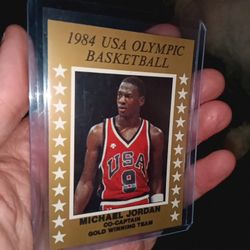 1984 USA OLYMPIC
BASKETBALL
USA
9
MICHAEL JORDAN
CO-CAPTAIN
GOLD WINNING TEAM